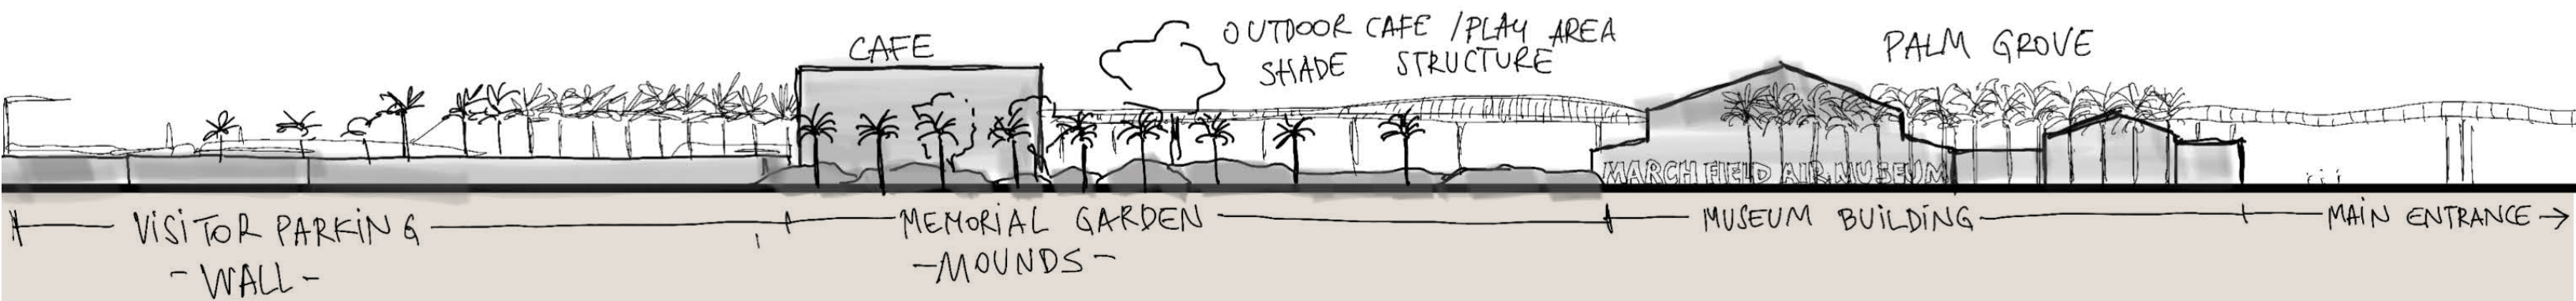 CAFE
OUTDOOR CAFE / PLAY AREA
SHADE STRUCTURE
PALM GROVE
MARCH FIELD AIR MUSEUM
VISITOR PARKING
- WALL -
MEMORIAL GARDEN
- MOUNDS -
MUSEUM BUILDING
MAIN ENTRANCE →